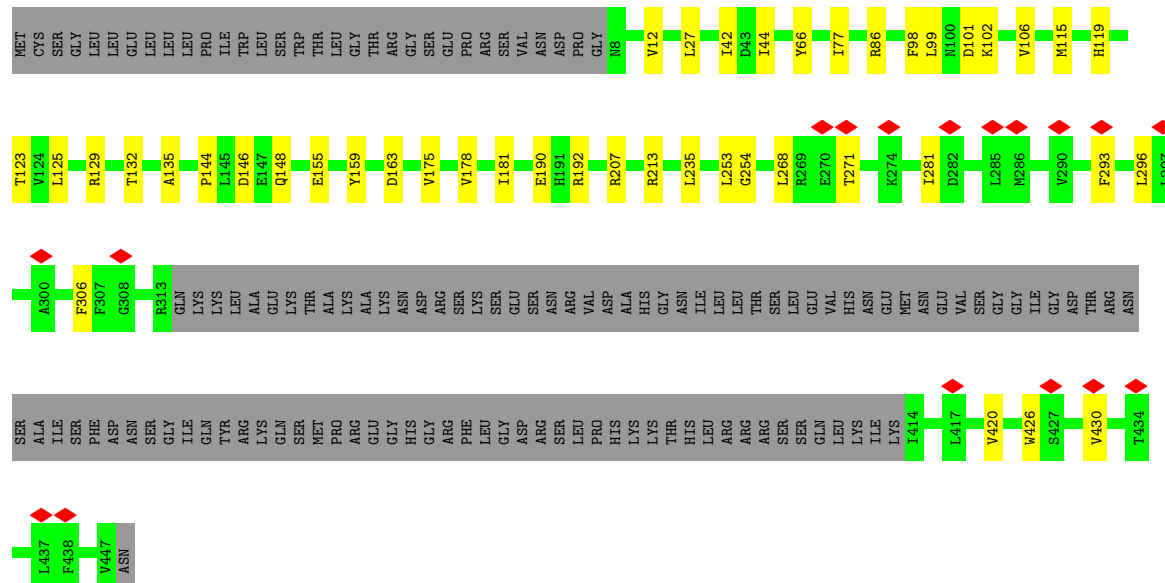 MET CYS SER GLY LEU LEU GLU LEU LEU LEU PRO ILE TRP LEU SER TRP THR LEU GLY THR ARG GLY SER GLU PRO ARG SER VAL ASN ASP PRO GLY N8 V12 L27 I42 D43 I44 Y66 I77 R86 F98 L99 N100 D101 K102 V106 M115 H119
T123 V124 L125 R129 T132 A135 P144 L145 D146 E147 Q148 E155 Y159 D163 V175 V178 I181 E190 H191 R192 R207 R213 L235 L253 G254 L268 R269 E270 T271 K274 I281 D282 L285 M286 V290 F293 L296 L297
A300 F306 F307 G308 R313 GLN LYS LYS LEU ALA GLU LYS THR ALA LYS ALA LYS ASN ASP ARG SER LYS SER GLU SER ASN ARG VAL ASP ALA HIS GLY ASN ILE LEU LEU THR SER LEU GLU VAL HIS ASN GLU MET ASN GLU VAL SER GLY GLY ILE GLY ASP THR ARG ASN
SER ALA ILE SER PHE ASP ASN SER GLY ILE GLN TYR ARG LYS GLN SER MET PRO ARG GLU GLY HIS GLY ARG PHE LEU GLY ASP ARG SER LEU PRO HIS LYS LYS THR HIS LEU ARG ARG ARG SER SER GLN LEU LYS ILE LYS I414 L417 V420 W426 S427 V430 T434
L437 F438 V447 ASN